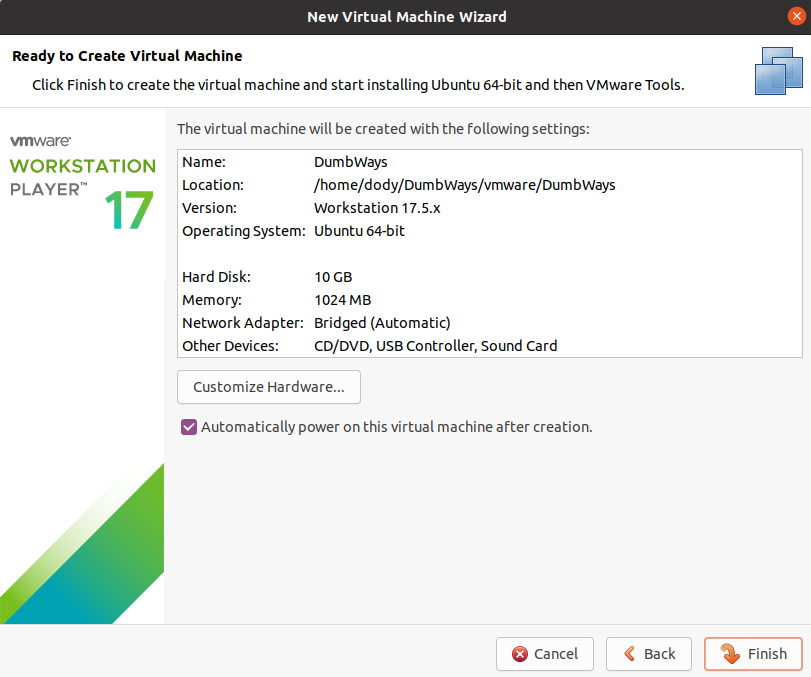 New Virtual Machine Wizard
Ready to Create Virtual Machine
Click Finish to create the virtual machine and start installing Ubuntu 64-bit and then VMware Tools.
vmware®
WORKSTATION
PLAYER™
17
The virtual machine will be created with the following settings:
Name: DumbWays
Location: /home/dody/DumbWays/vmware/DumbWays
Version: Workstation 17.5.x
Operating System: Ubuntu 64-bit
Hard Disk: 10 GB
Memory: 1024 MB
Network Adapter: Bridged (Automatic)
Other Devices: CD/DVD, USB Controller, Sound Card
Customize Hardware...
Automatically power on this virtual machine after creation.
Cancel Back Finish